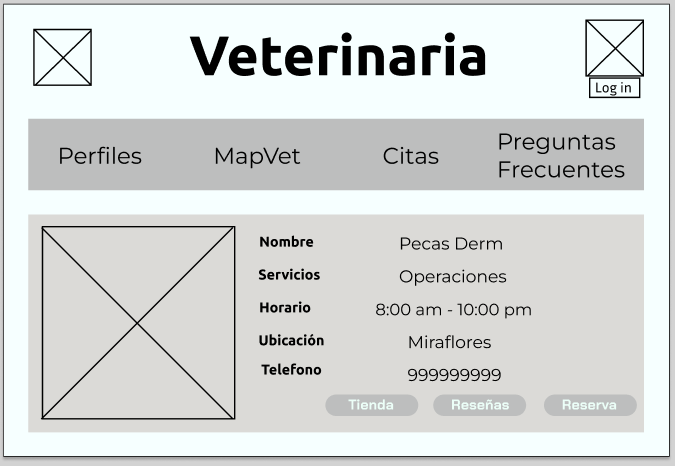 Veterinaria
Log in
Perfiles
MapVet
Citas
Preguntas
Frecuentes
Nombre Pecas Derm
Servicios Operaciones
Horario 8:00 am - 10:00 pm
Ubicación Miraflores
Telefono 999999999
Tienda Reseñas Reserva